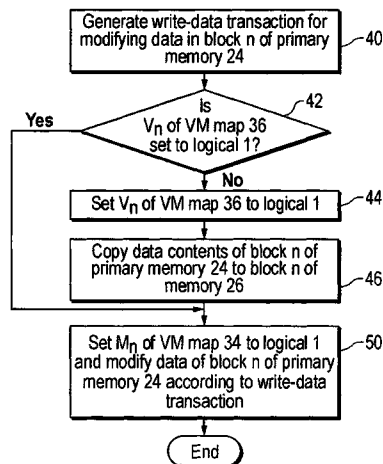 Generate write-data transaction for
modifying data in block n of primary
memory 24
40
42
Is
Vn of VM map 36
set to logical 1?
Yes
No
Set Vn of VM map 36 to logical 1
44
Copy data contents of block n of
primary memory 24 to block n of
memory 26
46
Set Mn of VM map 34 to logical 1
and modify data of block n of primary
memory 24 according to write-data
transaction
50
End